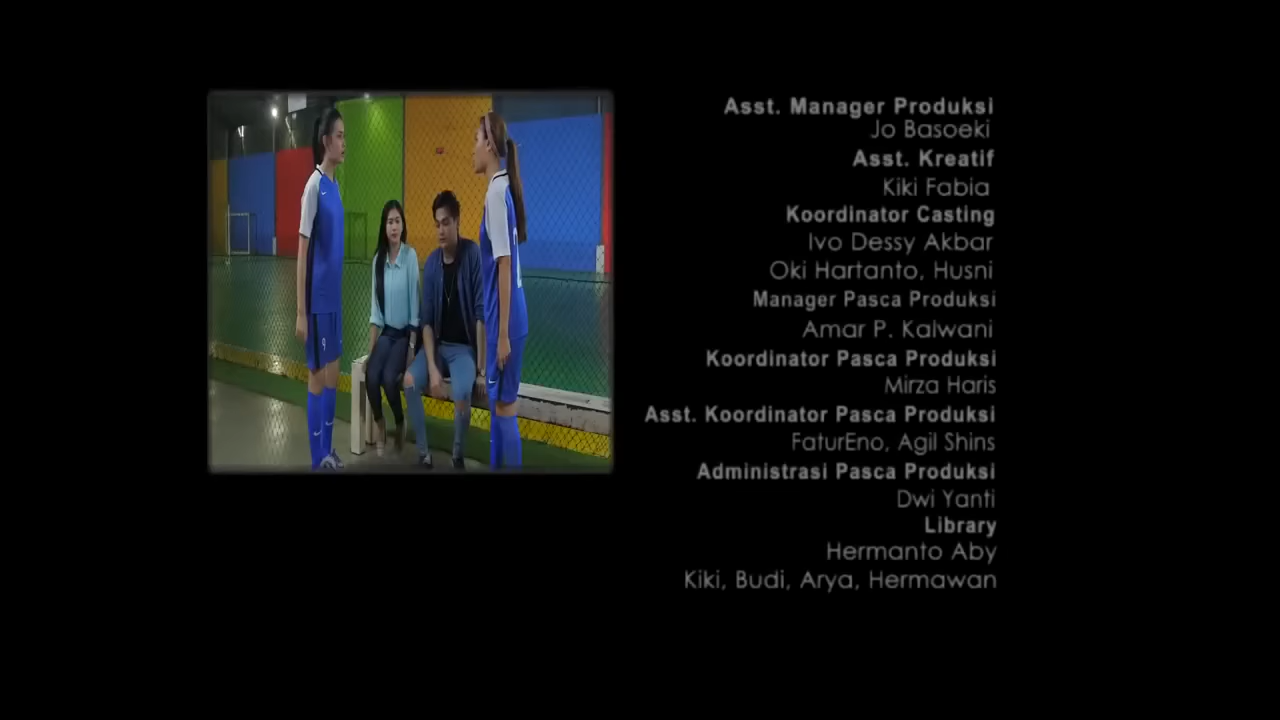 Asst. Manager Produksi
Jo Basoeki
Asst. Kreatif
Kiki Fabia
Koordinator Casting
Ivo Dessy Akbar
Oki Hartanto, Husni
Manager Pasca Produksi
Amar P. Kalwani
Koordinator Pasca Produksi
Mirza Haris
Asst. Koordinator Pasca Produksi
FaturEno, Agil Shins
Administrasi Pasca Produksi
Dwi Yanti
Library
Hermanto Aby
Kiki, Budi, Arya, Hermawan
9